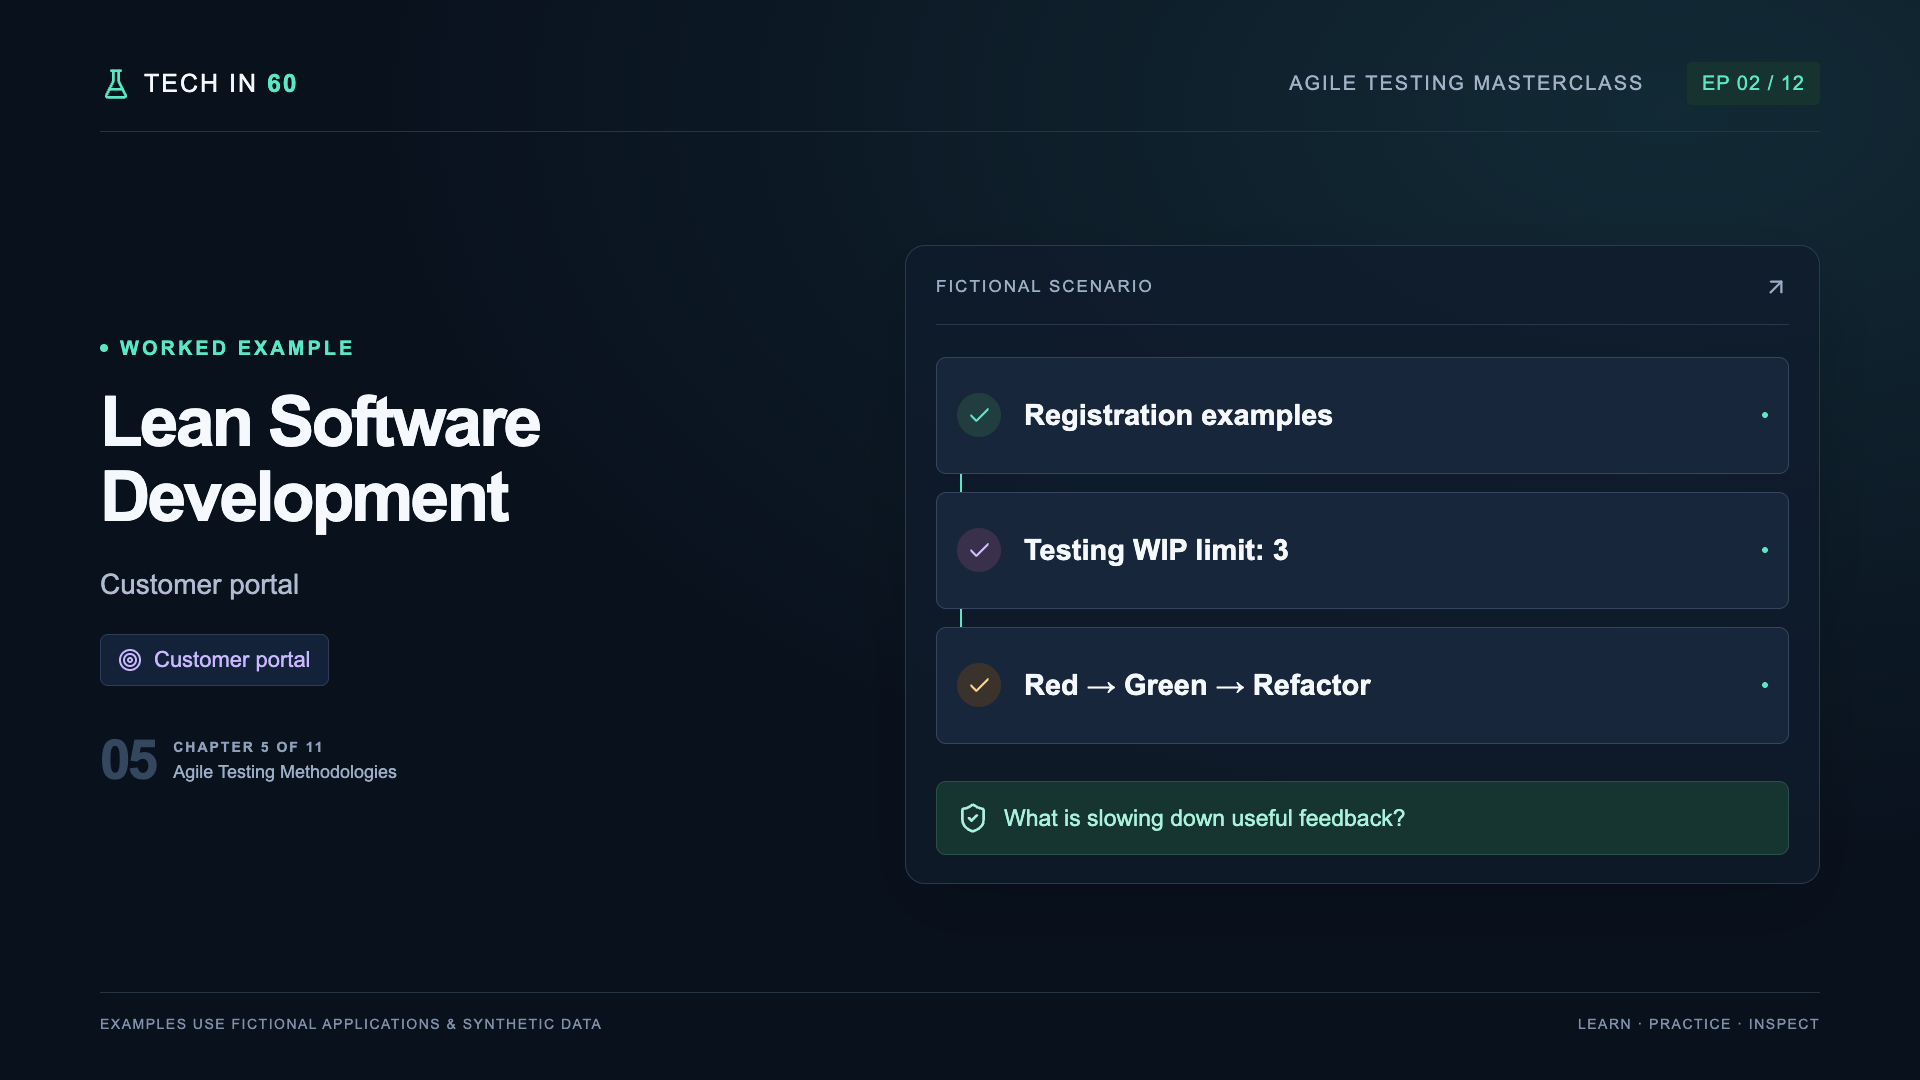 TECH IN 60
AGILE TESTING MASTERCLASS
EP 02 / 12
• WORKED EXAMPLE
Lean Software
Development
Customer portal
Customer portal
05
CHAPTER 5 OF 11
Agile Testing Methodologies
FICTIONAL SCENARIO
Registration examples
Testing WIP limit: 3
Red → Green → Refactor
What is slowing down useful feedback?
EXAMPLES USE FICTIONAL APPLICATIONS & SYNTHETIC DATA
LEARN · PRACTICE · INSPECT